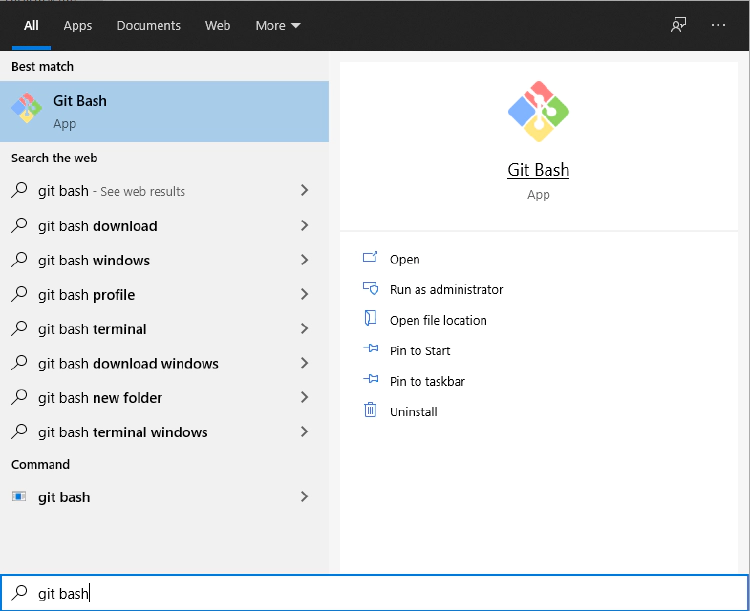 All Apps Documents Web More
Best match
Git Bash
App
Search the web
git bash - See web results
git bash download
git bash windows
git bash profile
git bash terminal
git bash download windows
git bash new folder
git bash terminal windows
Command
git bash
Git Bash
App
Open
Run as administrator
Open file location
Pin to Start
Pin to taskbar
Uninstall
git bash